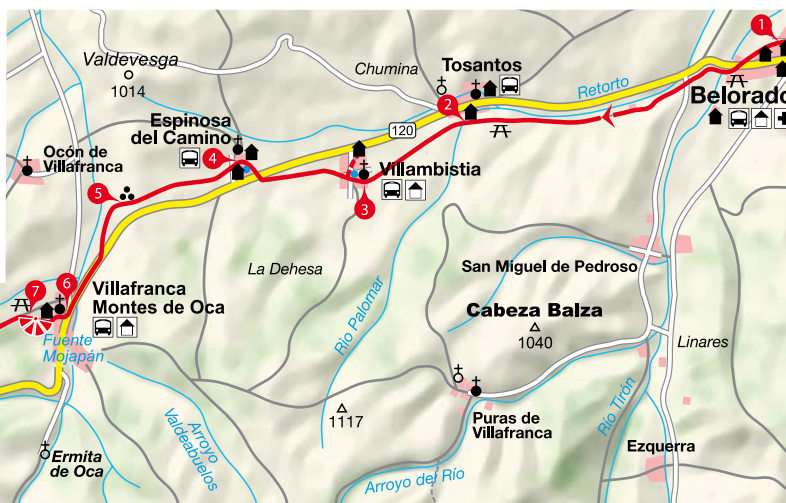 1
Valdevesga
1014
Chumina
Tosantos
Retorto
Belorado
2
Espinosa
del Camino
120
4
Ocón de
Villafranca
Villambistia
5
3
La Dehesa
San Miguel de Pedroso
7
6
Villafranca
Montes de Oca
Río Palomar
Cabeza Balza
1040
Linares
Fuente
Mojapán
1117
Puras de
Villafranca
Río Tirón
Ezquerra
Arroyo
Valdeabuelos
Ermita
de Oca
Arroyo del Río